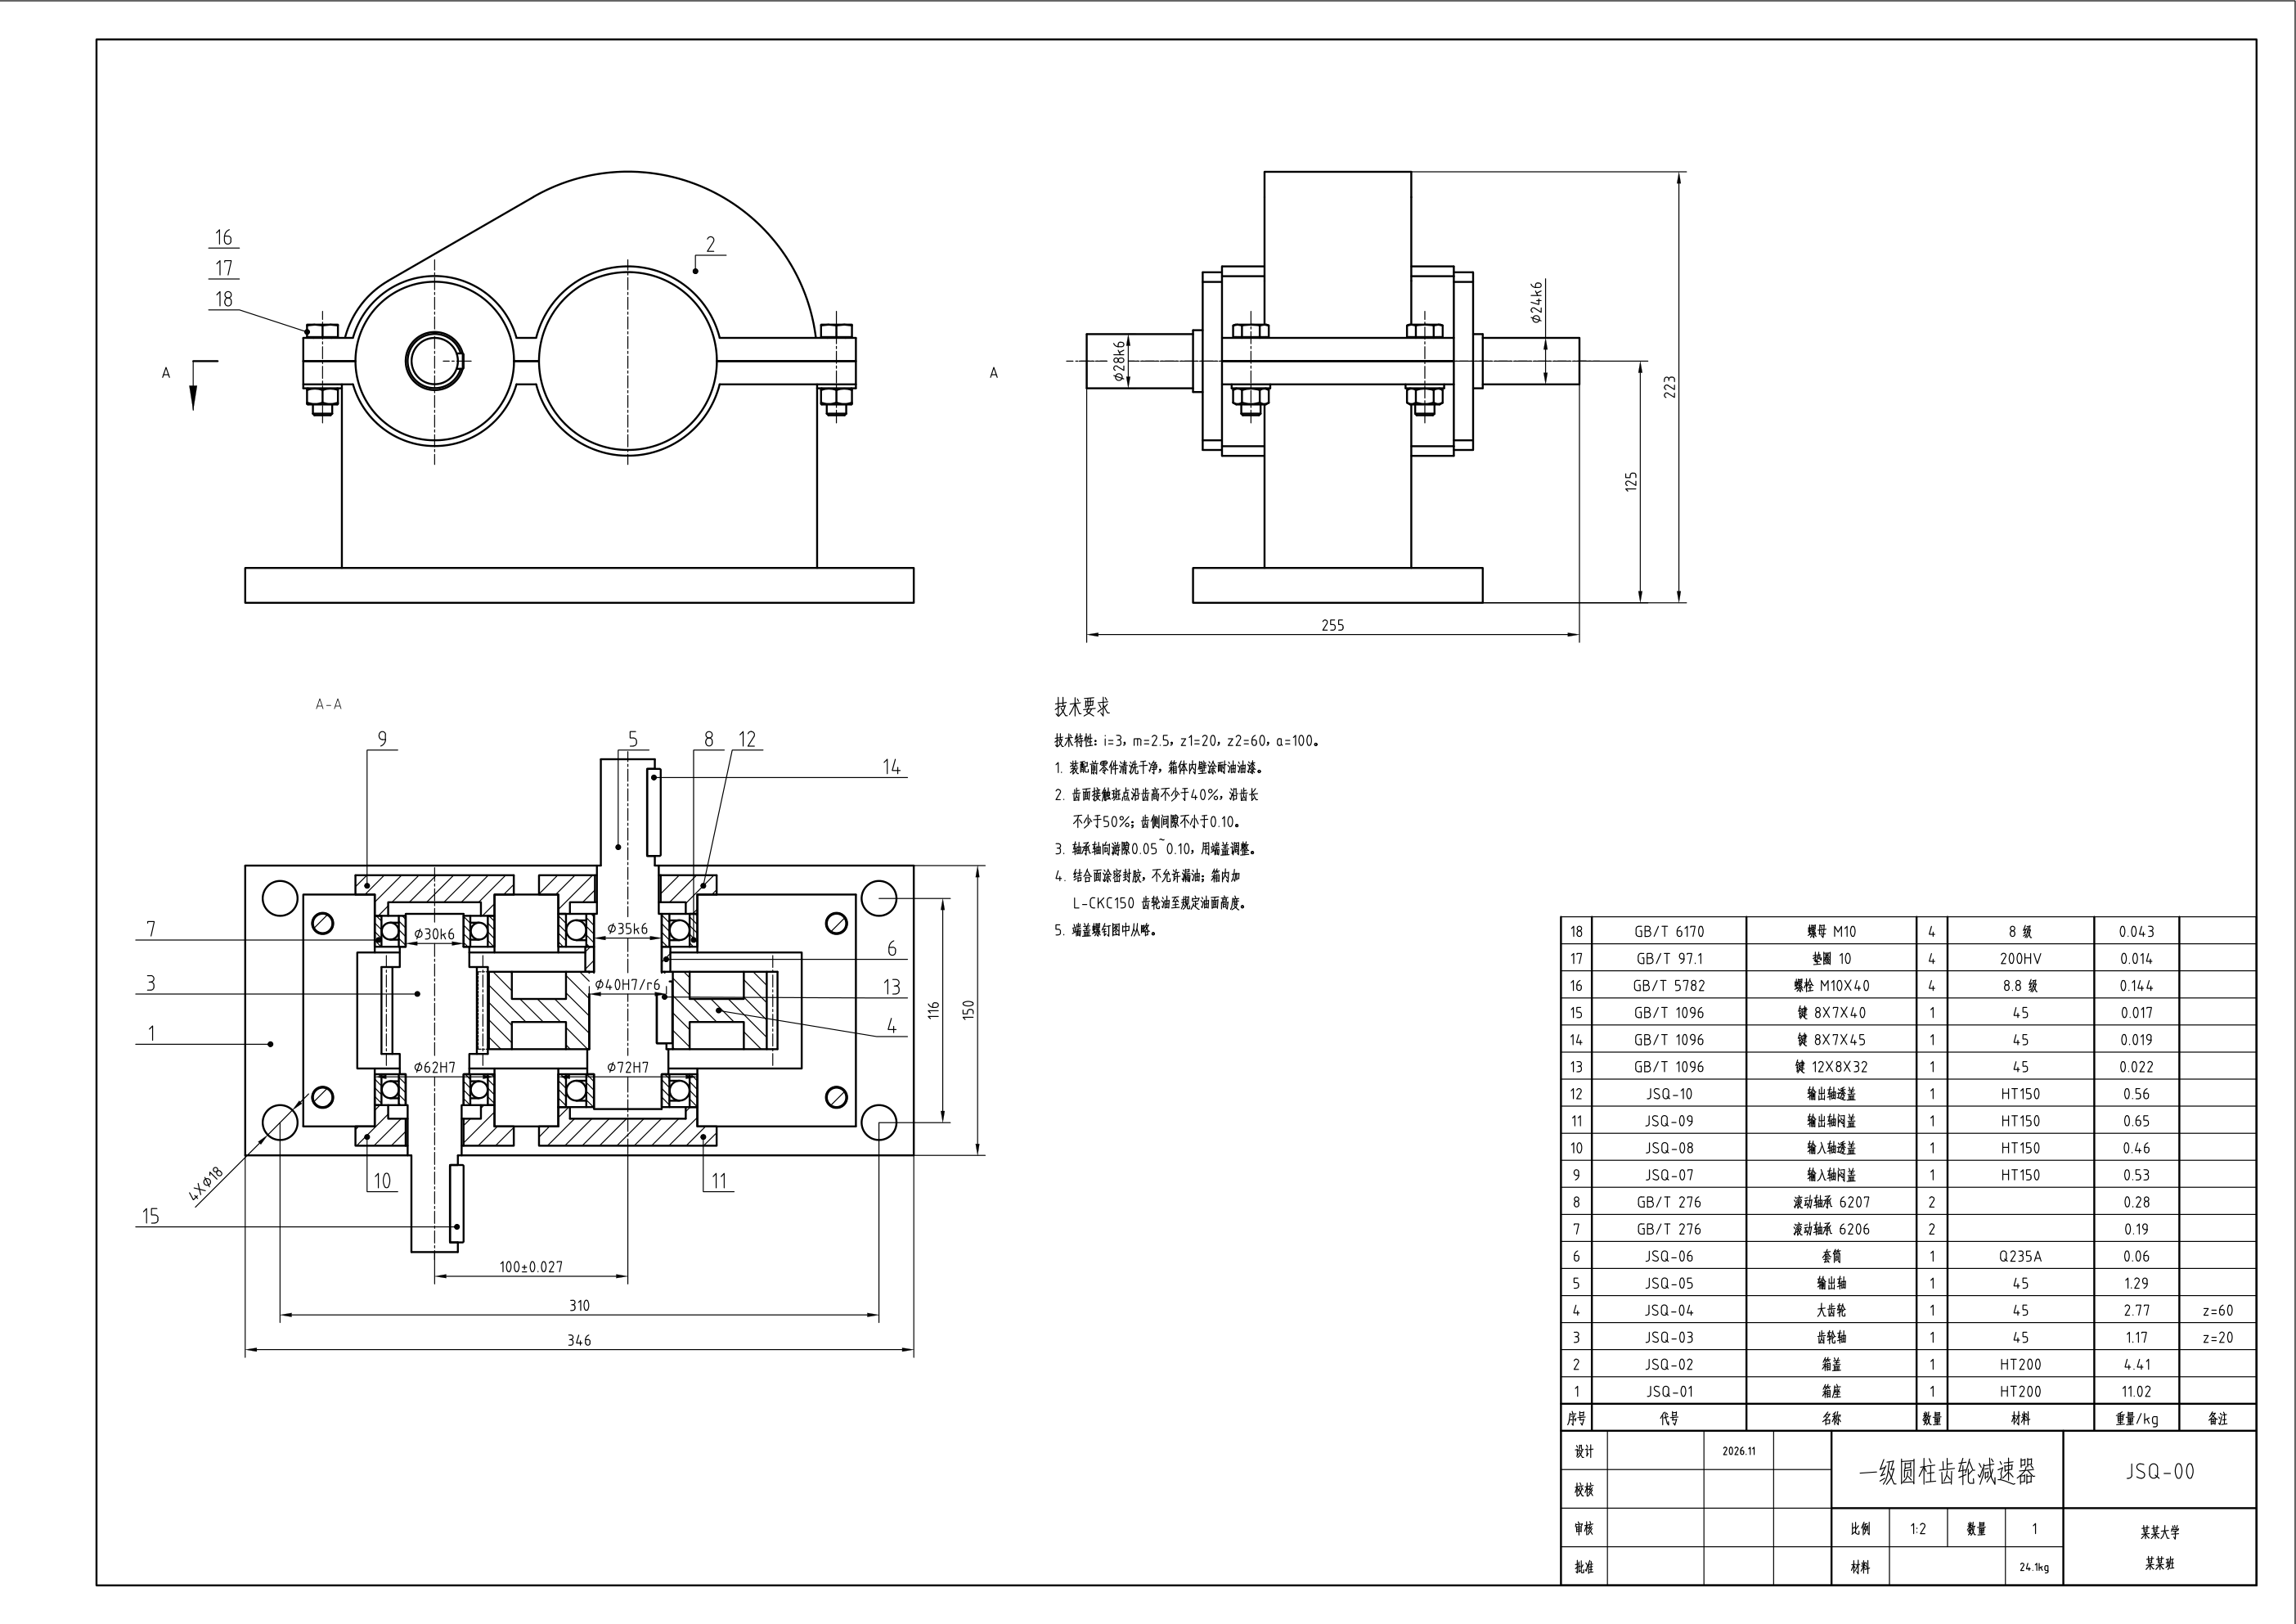 16
17
18
2
A
A
ϕ28k6
ϕ24k6
223
125
255
A-A
9
5
8
12
14
7
3
1
6
13
4
ϕ30k6
ϕ35k6
ϕ40H7/r6
ϕ62H7
ϕ72H7
116
150
4Xϕ18
10
11
15
100±0.027
310
346
技术要求
技术特性：i=3，m=2.5，z1=20，z2=60，a=100。
1. 装配前零件清洗干净，箱体内壁涂耐油油漆。
2. 齿面接触斑点沿齿高不少于40%，沿齿长
不少于50%；齿侧间隙不小于0.10。
3. 轴承轴向游隙0.05~0.10，用端盖调整。
4. 结合面涂密封胶，不允许漏油；箱内加
L-CKC150 齿轮油至规定油面高度。
5. 端盖螺钉图中从略。
18 GB/T 6170 螺母 M10 4 8 级 0.043
17 GB/T 97.1 垫圈 10 4 200HV 0.014
16 GB/T 5782 螺栓 M10X40 4 8.8 级 0.144
15 GB/T 1096 键 8X7X40 1 45 0.017
14 GB/T 1096 键 8X7X45 1 45 0.019
13 GB/T 1096 键 12X8X32 1 45 0.022
12 JSQ-10 输出轴透盖 1 HT150 0.56
11 JSQ-09 输出轴闷盖 1 HT150 0.65
10 JSQ-08 输入轴透盖 1 HT150 0.46
9 JSQ-07 输入轴闷盖 1 HT150 0.53
8 GB/T 276 滚动轴承 6207 2 0.28
7 GB/T 276 滚动轴承 6206 2 0.19
6 JSQ-06 套筒 1 Q235A 0.06
5 JSQ-05 输出轴 1 45 1.29
4 JSQ-04 大齿轮 1 45 2.77 z=60
3 JSQ-03 齿轮轴 1 45 1.17 z=20
2 JSQ-02 箱盖 1 HT200 4.41
1 JSQ-01 箱座 1 HT200 11.02
序号 代号 名称 数量 材料 重量/kg 备注
设计 2026.11
校核
审核
批准
一级圆柱齿轮减速器
JSQ-00
比例 1:2 数量 1
材料 24.1kg
某某大学
某某班